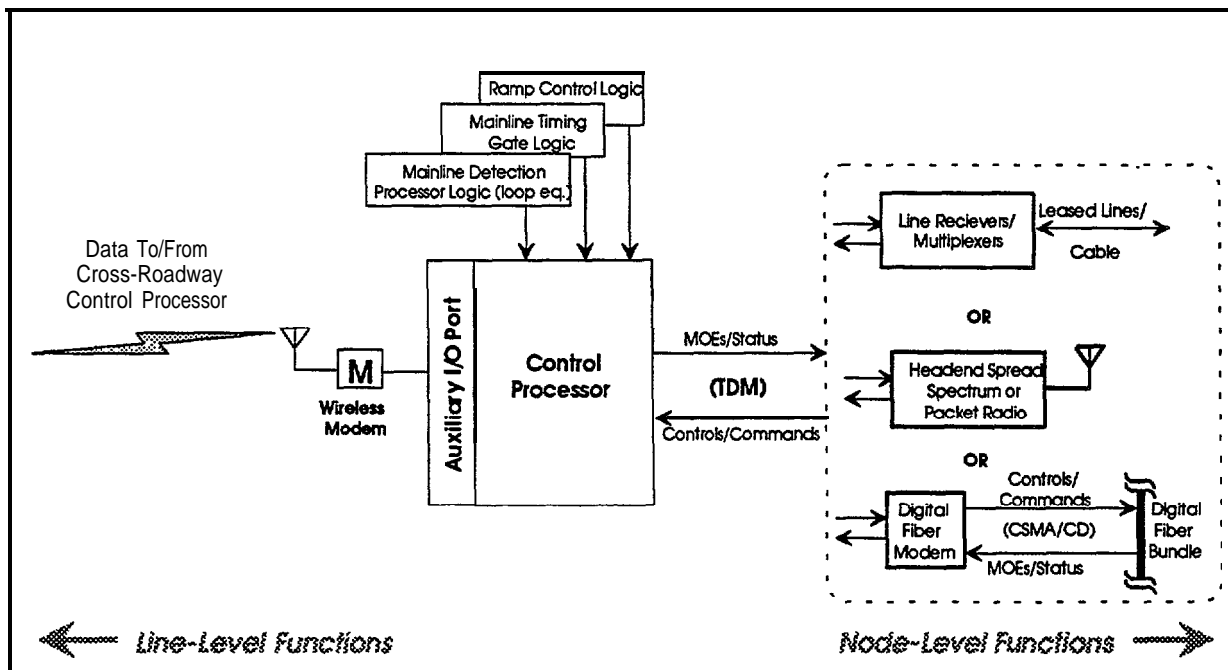 Ramp Control Logic
Mainline Timing
Gate Logic
Mainline Detection
Processor Logic (loop eq.)
Data To/From
Cross-Roadway
Control Processor
M
Wireless
Modem
Auxiliary I/O Port
Control
Processor
MOEs/Status
(TDM)
Controls/Commands
Line Recievers/
Multiplexers
Leased Lines/
Cable
OR
Headend Spread
Spectrum or
Packet Radio
OR
Digital
Fiber
Modem
Controls/
Commands
(CSMA/CD)
MOEs/Status
Digital
Fiber
Bundle
Line-Level Functions
Node-Level Functions